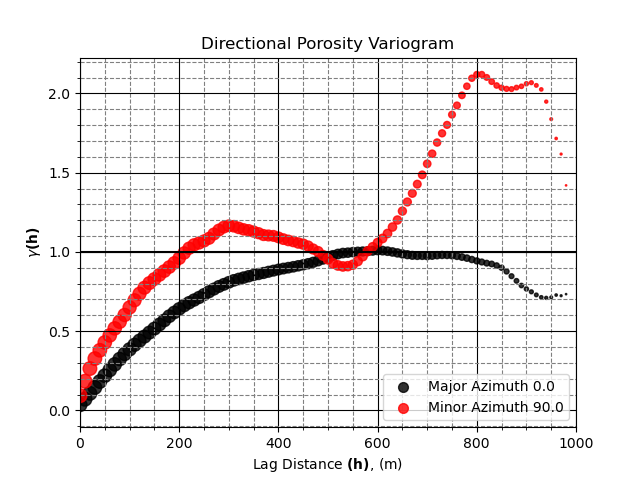 Directional Porosity Variogram
γ(h)
2.0
1.5
1.0
0.5
0.0
Major Azimuth 0.0
Minor Azimuth 90.0
0 200 400 600 800 1000
Lag Distance (h), (m)